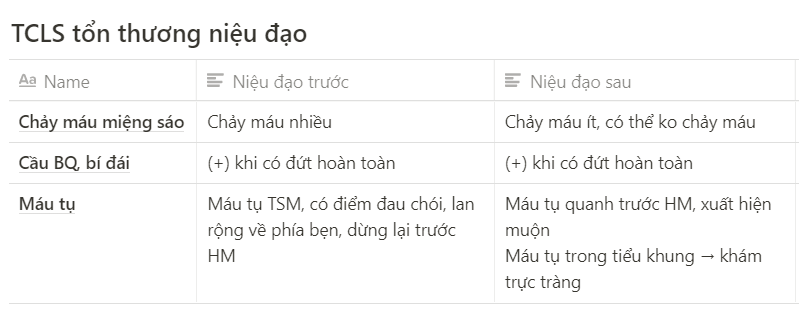 TCLS tổn thương niệu đạo
Aa Name Niệu đạo trước Niệu đạo sau
Chảy máu miệng sáo Chảy máu nhiều Chảy máu ít, có thể ko chảy máu
Cầu BQ, bí đái (+) khi có đứt hoàn toàn (+) khi có đứt hoàn toàn
Máu tụ Máu tụ TSM, có điểm đau chói, lan Máu tụ quanh trước HM, xuất hiện
rộng về phía bẹn, dừng lại trước muộn
HM Máu tụ trong tiểu khung → khám
trực tràng